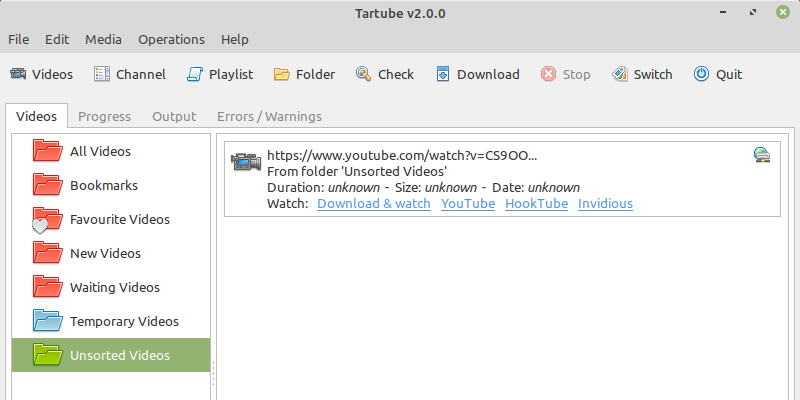 Tartube v2.0.0
File Edit Media Operations Help
Videos Channel Playlist Folder Check Download Stop Switch Quit
Videos Progress Output Errors / Warnings
All Videos
Bookmarks
Favourite Videos
New Videos
Waiting Videos
Temporary Videos
Unsorted Videos
https://www.youtube.com/watch?v=CS9OO...
From folder 'Unsorted Videos'
Duration: unknown - Size: unknown - Date: unknown
Watch: Download & watch YouTube HookTube Invidious